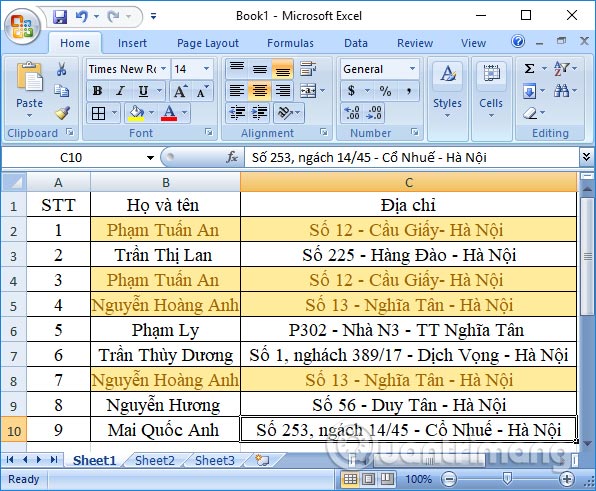 Book1 - Microsoft Excel
Home Insert Page Layout Formulas Data Review View
Times New Ro 14 General
Paste B I U A A $ % , Styles Cells Σ
Clipboard Font Alignment Number Editing
C10 fx Số 253, ngách 14/45 - Cổ Nhuế - Hà Nội
A B C
1 STT Họ và tên Địa chỉ
2 1 Phạm Tuấn An Số 12 - Cầu Giấy- Hà Nội
3 2 Trần Thị Lan Số 225 - Hàng Đào - Hà Nội
4 3 Phạm Tuấn An Số 12 - Cầu Giấy- Hà Nội
5 4 Nguyễn Hoàng Anh Số 13 - Nghĩa Tân - Hà Nội
6 5 Phạm Ly P302 - Nhà N3 - TT Nghĩa Tân
7 6 Trần Thùy Dương Số 1, nghách 389/17 - Dịch Vọng - Hà Nội
8 7 Nguyễn Hoàng Anh Số 13 - Nghĩa Tân - Hà Nội
9 8 Nguyễn Hương Số 56 - Duy Tân - Hà Nội
10 9 Mai Quốc Anh Số 253, ngách 14/45 - Cổ Nhuế - Hà Nội
Sheet1 Sheet2 Sheet3
Quantrimang
Ready 100%